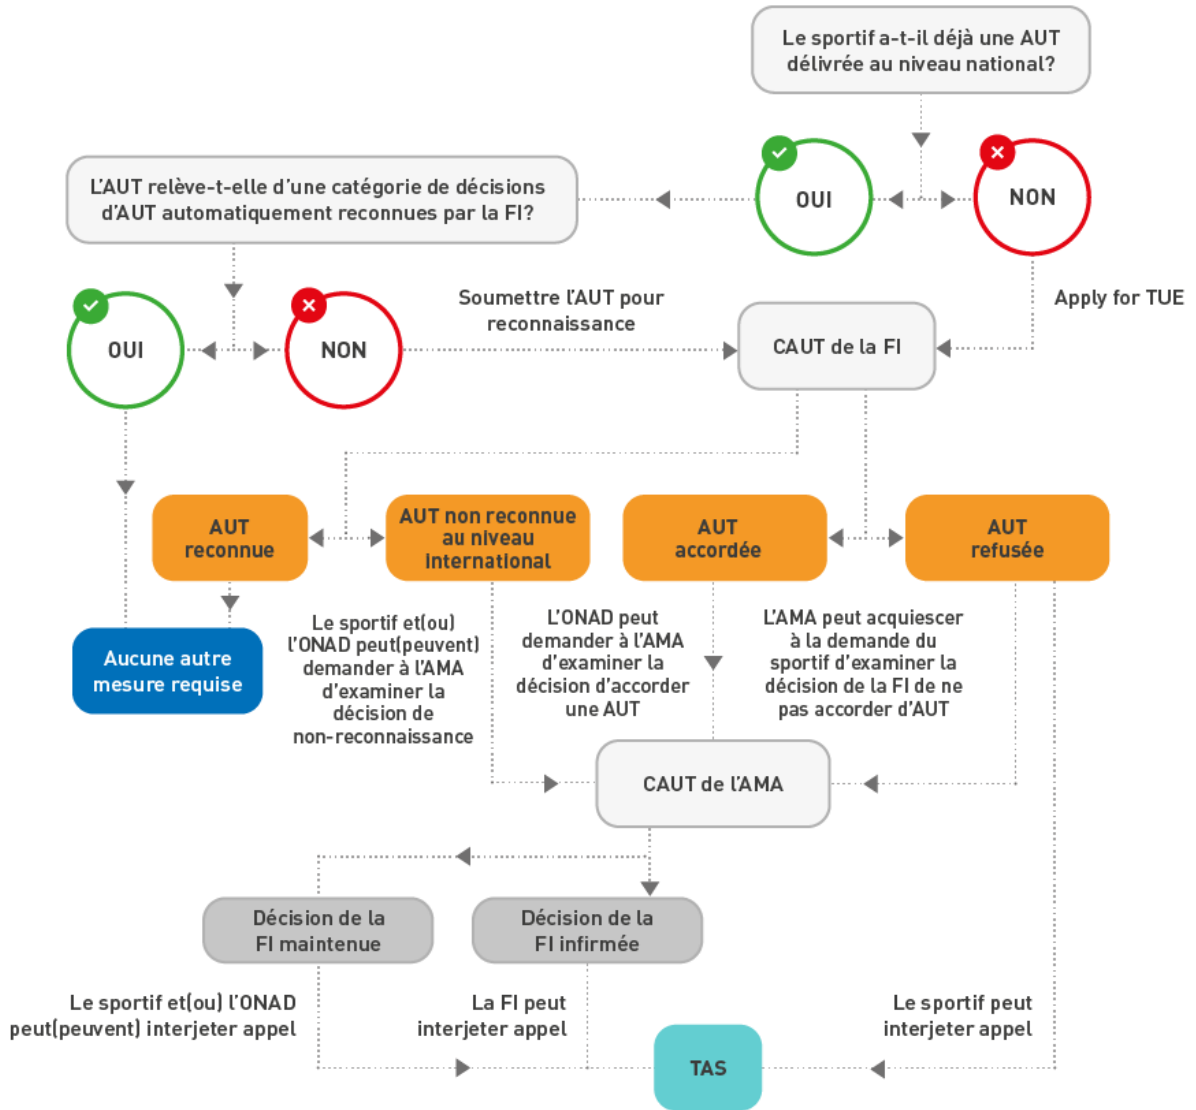 Le sportif a-t-il déjà une AUT
délivrée au niveau national?
OUI
NON
L'AUT relève-t-elle d'une catégorie de décisions
d'AUT automatiquement reconnues par la FI?
OUI
NON
Soumettre l'AUT pour
reconnaissance
Apply for TUE
CAUT de la FI
AUT
reconnue
AUT non reconnue
au niveau
international
AUT
accordée
AUT
refusée
Aucune autre
mesure requise
Le sportif et(ou)
l'ONAD peut(peuvent)
demander à l'AMA
d'examiner la
décision de
non-reconnaissance
L'ONAD peut
demander à l'AMA
d'examiner la
décision d'accorder
une AUT
L'AMA peut acquiescer
à la demande du
sportif d'examiner la
décision de la FI de ne
pas accorder d'AUT
CAUT de l'AMA
Décision de la
FI maintenue
Décision de la
FI infirmée
Le sportif et(ou) l'ONAD
peut(peuvent) interjeter appel
La FI peut
interjeter appel
Le sportif peut
interjeter appel
TAS